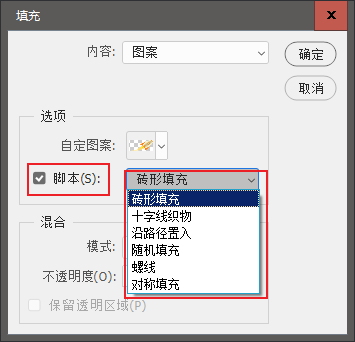 填充
内容: 图案
确定
取消
选项
自定图案:
脚本(S): 砖形填充
砖形填充
十字线织物
沿路径置入
随机填充
螺线
对称填充
混合
模式:
不透明度(O):
保留透明区域(P)